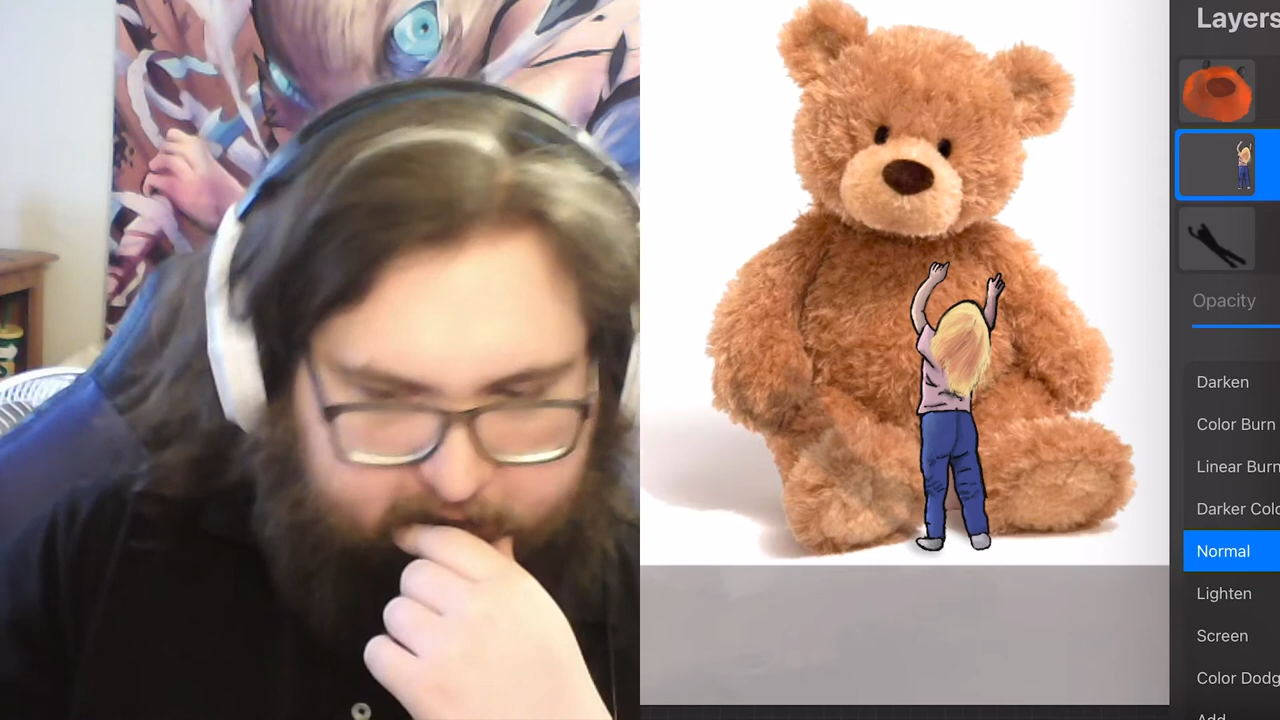 Layers
Opacity
Darken
Color Burn
Linear Burn
Darker Colo
Normal
Lighten
Screen
Color Dodg
Add